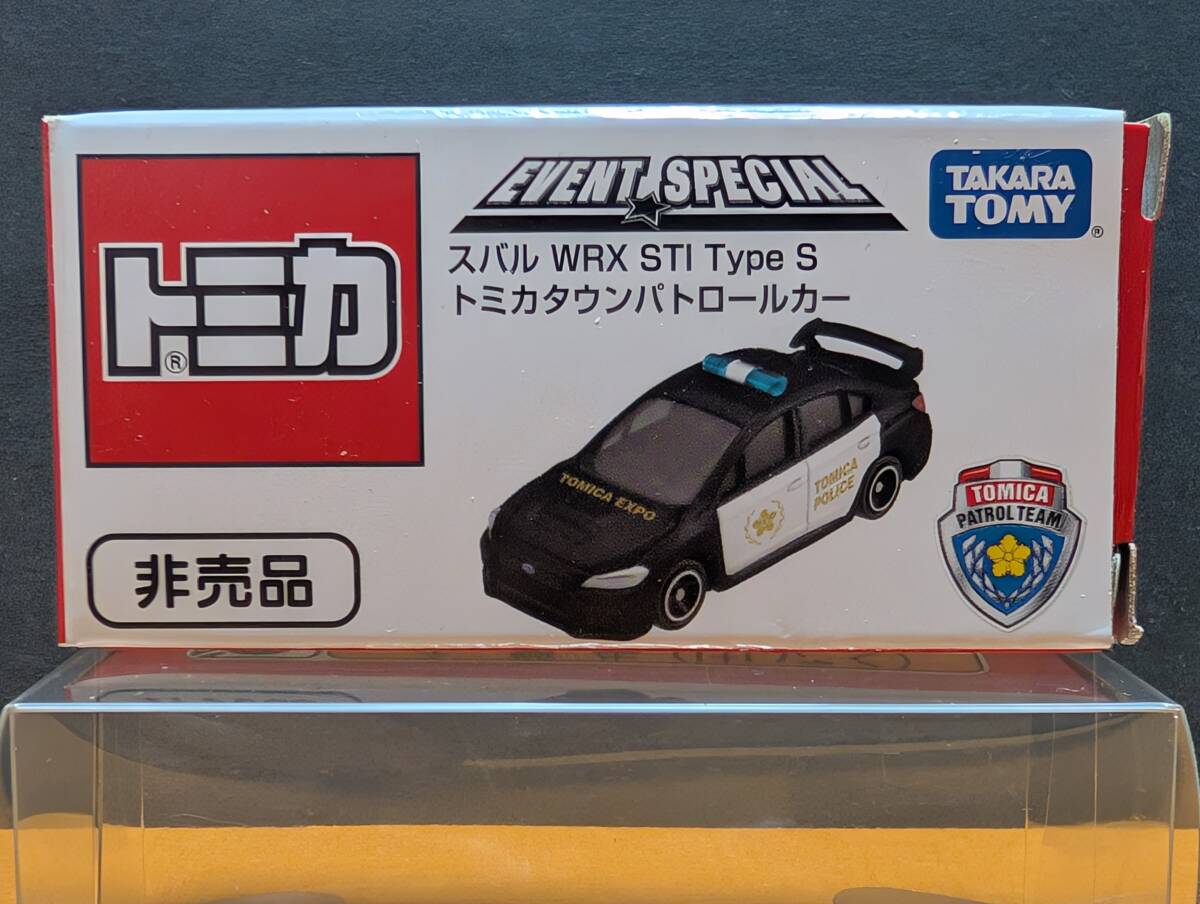 トミカ
®
EVENT SPECIAL
TAKARA
TOMY
®
スバル WRX STI Type S
トミカタウンパトロールカー
TOMICA EXPO
TOMICA
POLICE
TOMICA
PATROL TEAM
非売品